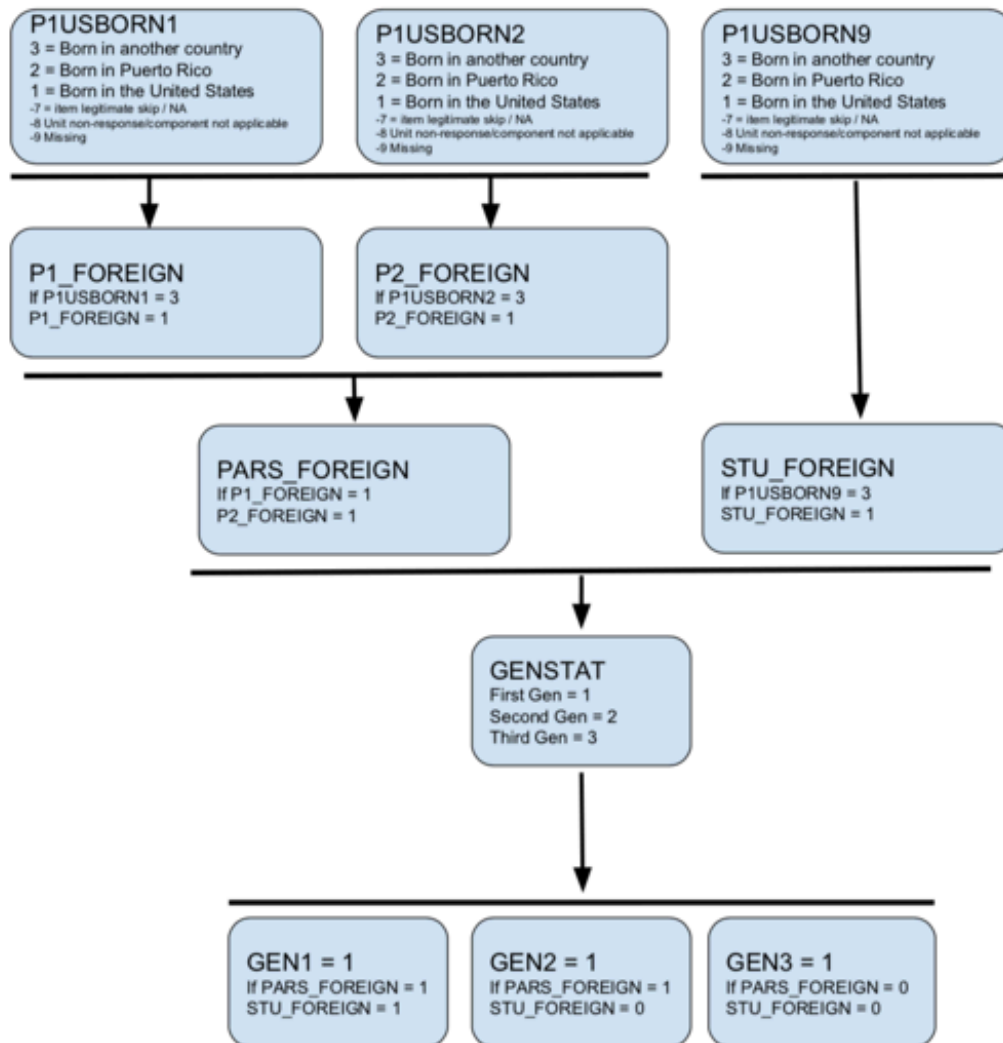 P1USBORN1
3 = Born in another country
2 = Born in Puerto Rico
1 = Born in the United States
-7 = item legitimate skip / NA
-8 Unit non-response/component not applicable
-9 Missing
P1USBORN2
3 = Born in another country
2 = Born in Puerto Rico
1 = Born in the United States
-7 = item legitimate skip / NA
-8 Unit non-response/component not applicable
-9 Missing
P1USBORN9
3 = Born in another country
2 = Born in Puerto Rico
1 = Born in the United States
-7 = item legitimate skip / NA
-8 Unit non-response/component not applicable
-9 Missing
P1_FOREIGN
If P1USBORN1 = 3
P1_FOREIGN = 1
P2_FOREIGN
If P1USBORN2 = 3
P2_FOREIGN = 1
PARS_FOREIGN
If P1_FOREIGN = 1
P2_FOREIGN = 1
STU_FOREIGN
If P1USBORN9 = 3
STU_FOREIGN = 1
GENSTAT
First Gen = 1
Second Gen = 2
Third Gen = 3
GEN1 = 1
If PARS_FOREIGN = 1
STU_FOREIGN = 1
GEN2 = 1
If PARS_FOREIGN = 1
STU_FOREIGN = 0
GEN3 = 1
If PARS_FOREIGN = 0
STU_FOREIGN = 0